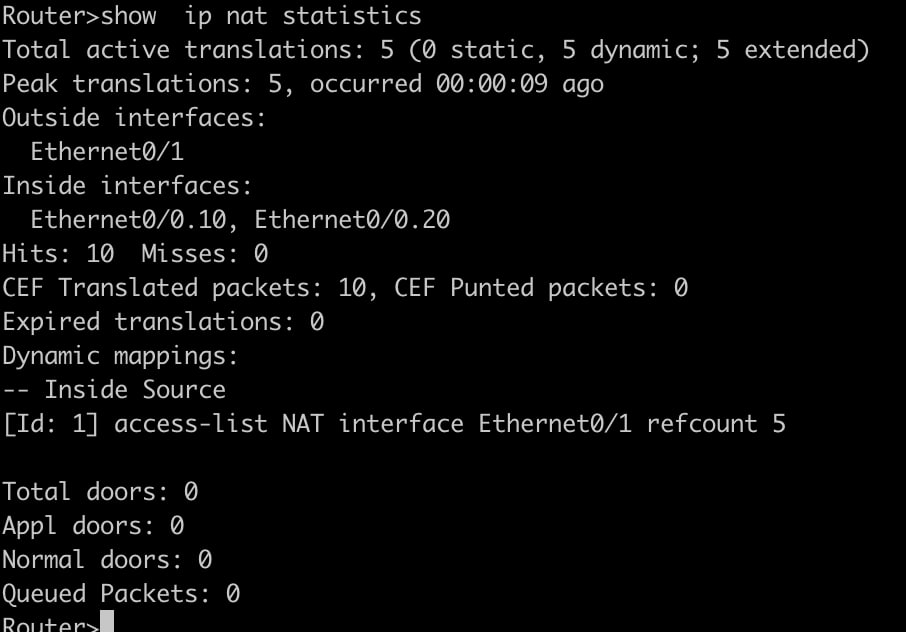 Router>show  ip nat statistics
Total active translations: 5 (0 static, 5 dynamic; 5 extended)
Peak translations: 5, occurred 00:00:09 ago
Outside interfaces:
  Ethernet0/1
Inside interfaces:
  Ethernet0/0.10, Ethernet0/0.20
Hits: 10  Misses: 0
CEF Translated packets: 10, CEF Punted packets: 0
Expired translations: 0
Dynamic mappings:
-- Inside Source
[Id: 1] access-list NAT interface Ethernet0/1 refcount 5

Total doors: 0
Appl doors: 0
Normal doors: 0
Queued Packets: 0
Router>